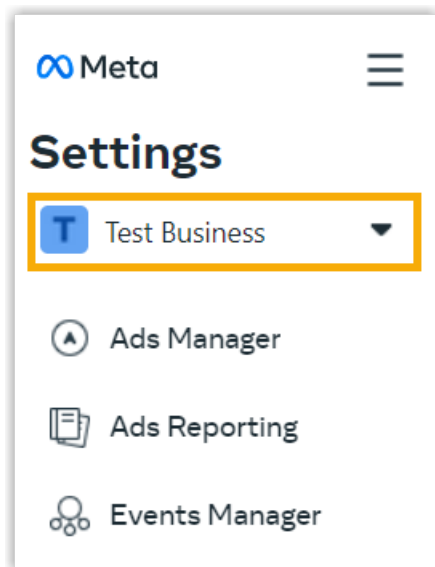 Meta
Settings
T Test Business
Ads Manager
Ads Reporting
Events Manager